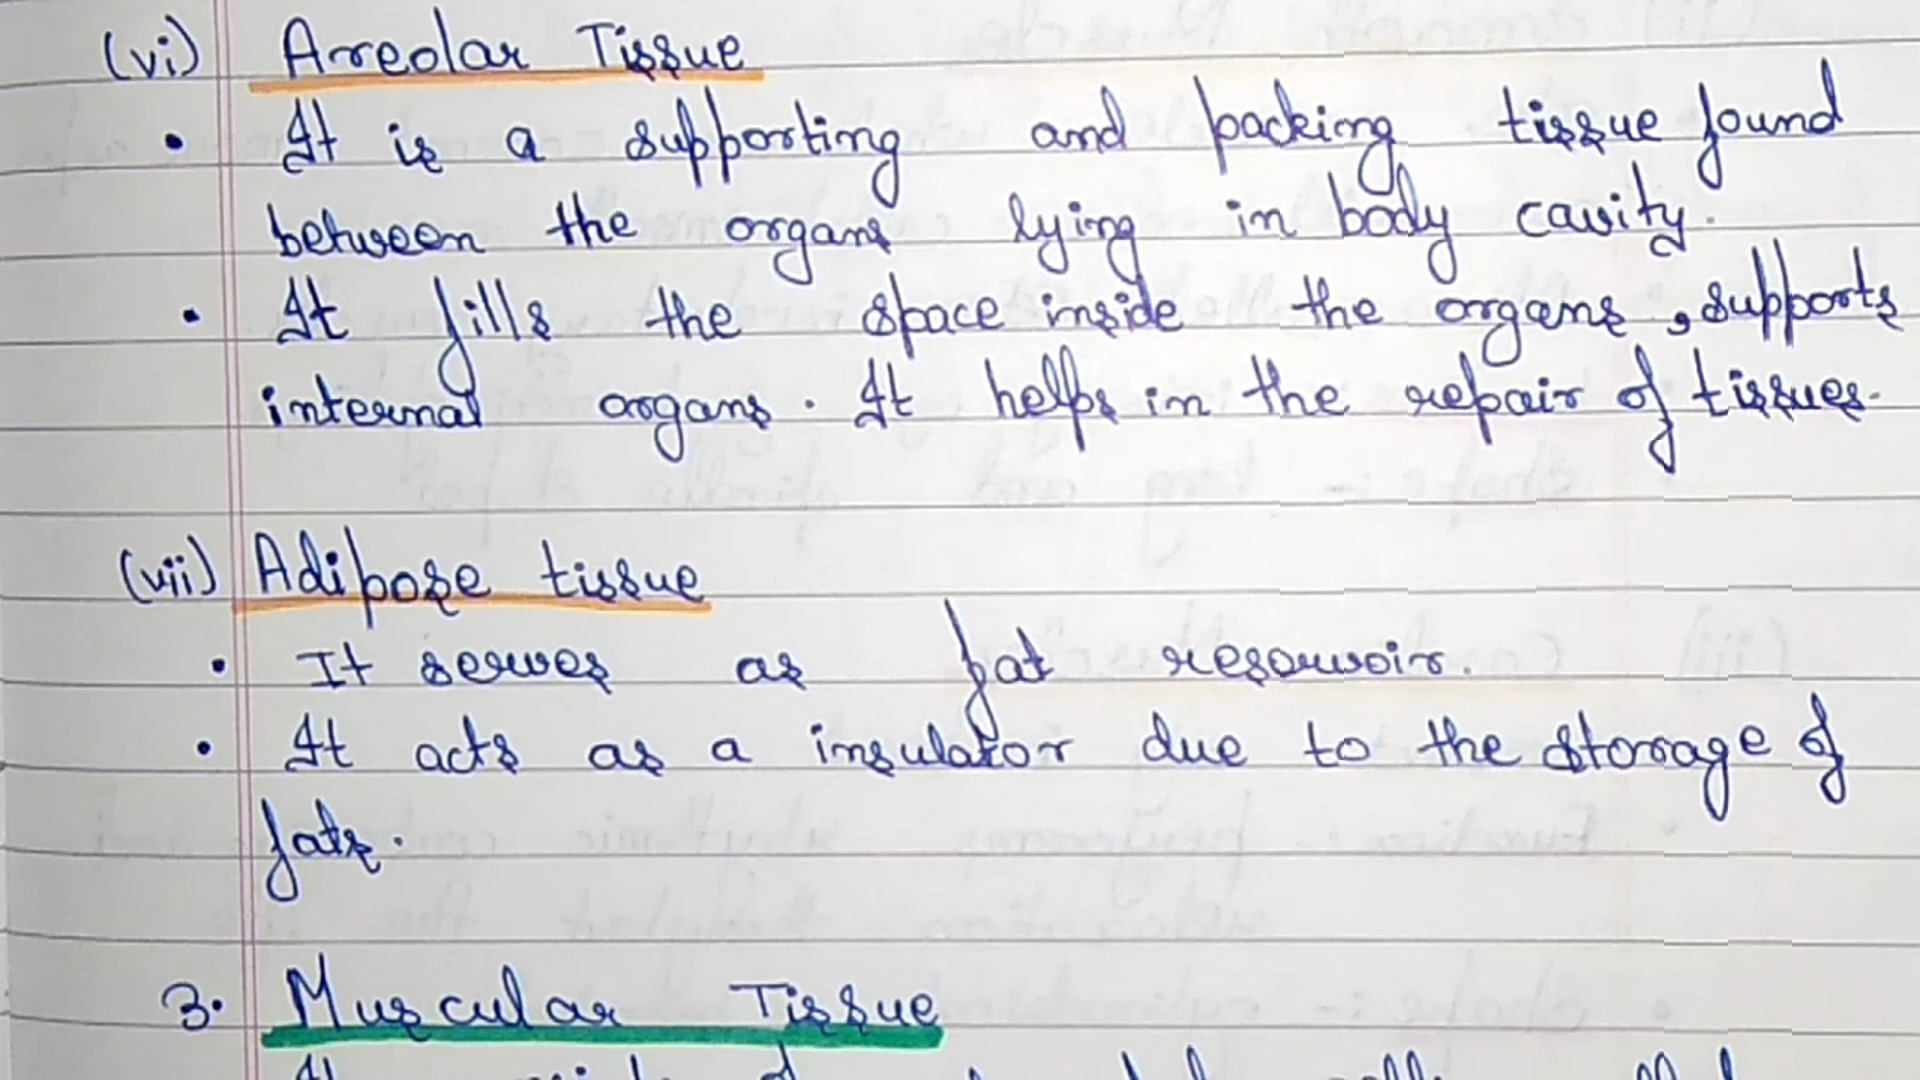 (vi) Areolar Tissue
• It is a supporting and packing tissue found
between the organs lying in body cavity.
• It fills the space inside the organs, supports
internal organs. It helps in the repair of tissues.
(vii) Adipose tissue
• It serves as fat reservoir.
• It acts as a insulator due to the storage of
fats.
3. Muscular Tissue